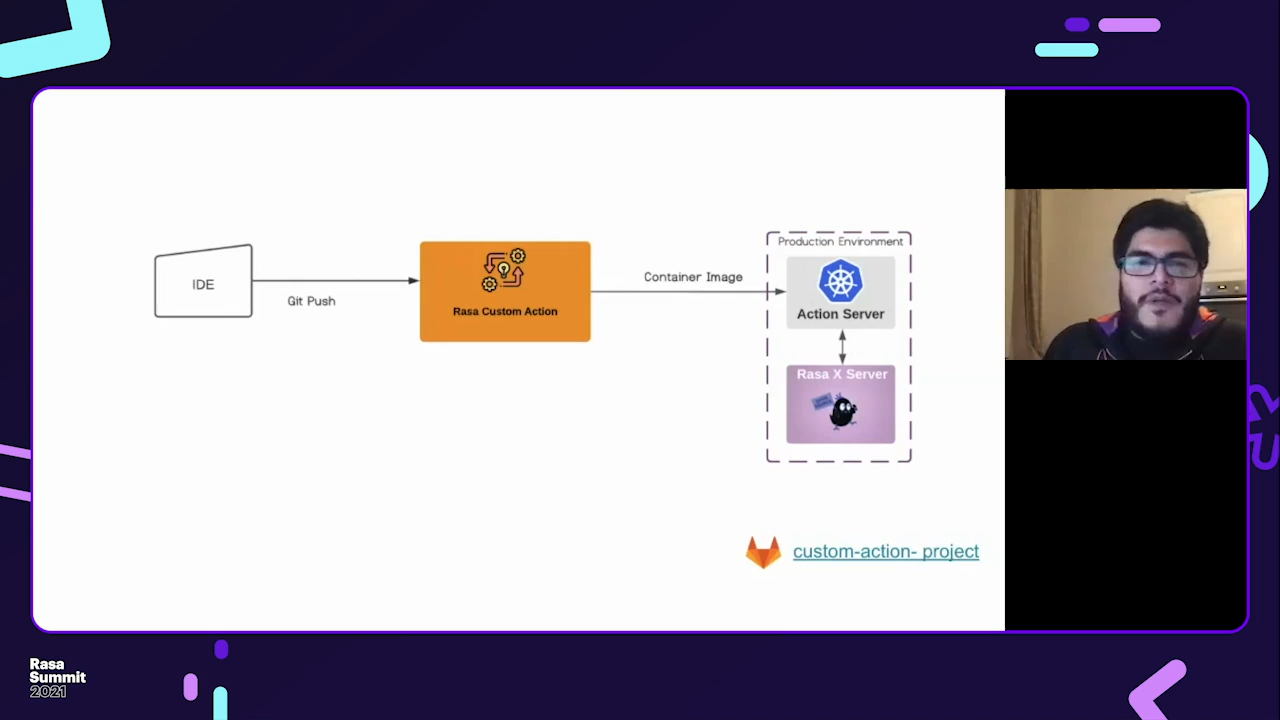 Production Environment
IDE
Git Push
Rasa Custom Action
Container Image
Action Server
Rasa X Server
custom-action- project
Rasa
Summit
2021